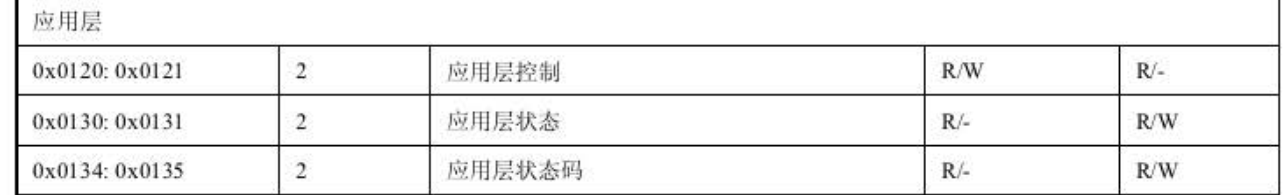 应用层
0x0120: 0x0121 2 应用层控制 R/W R/-
0x0130: 0x0131 2 应用层状态 R/- R/W
0x0134: 0x0135 2 应用层状态码 R/- R/W